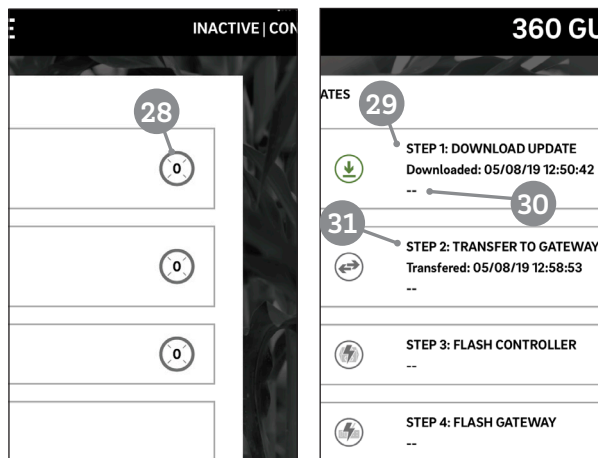 E
INACTIVE | CON
28
0
0
0
360 GU
ATES
29
STEP 1: DOWNLOAD UPDATE
Downloaded: 05/08/19 12:50:42
--
30
31
STEP 2: TRANSFER TO GATEWAY
Transfered: 05/08/19 12:58:53
--
STEP 3: FLASH CONTROLLER
--
STEP 4: FLASH GATEWAY
--